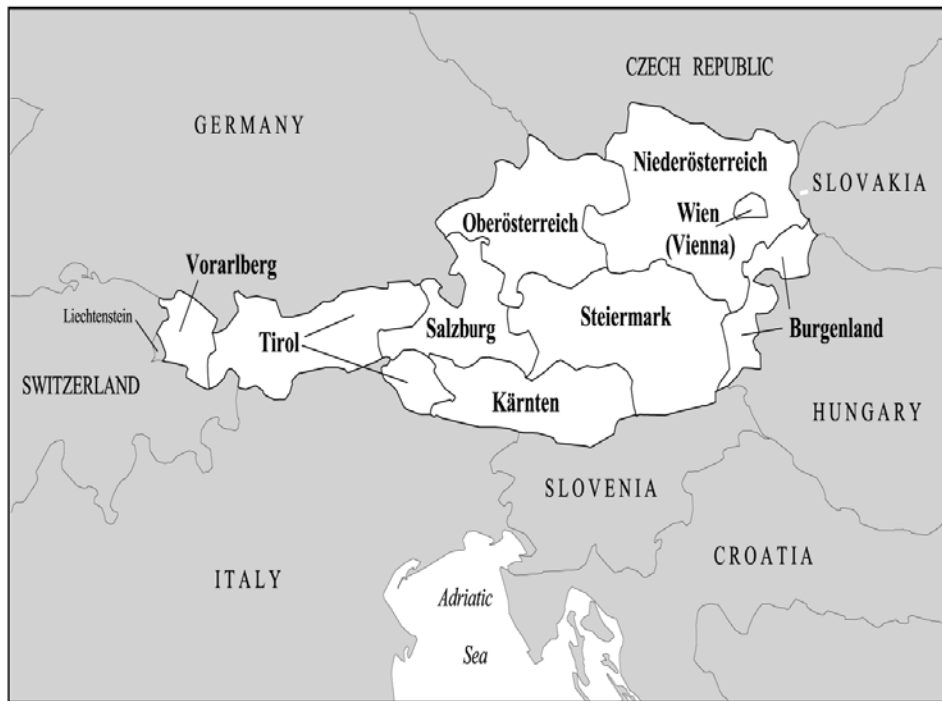 CZECH REPUBLIC
GERMANY
Niederösterreich
SLOVAKIA
Wien
(Vienna)
Oberösterreich
Vorarlberg
Liechtenstein
Tirol
Salzburg
Steiermark
Burgenland
SWITZERLAND
Kärnten
HUNGARY
SLOVENIA
CROATIA
ITALY
Adriatic
Sea